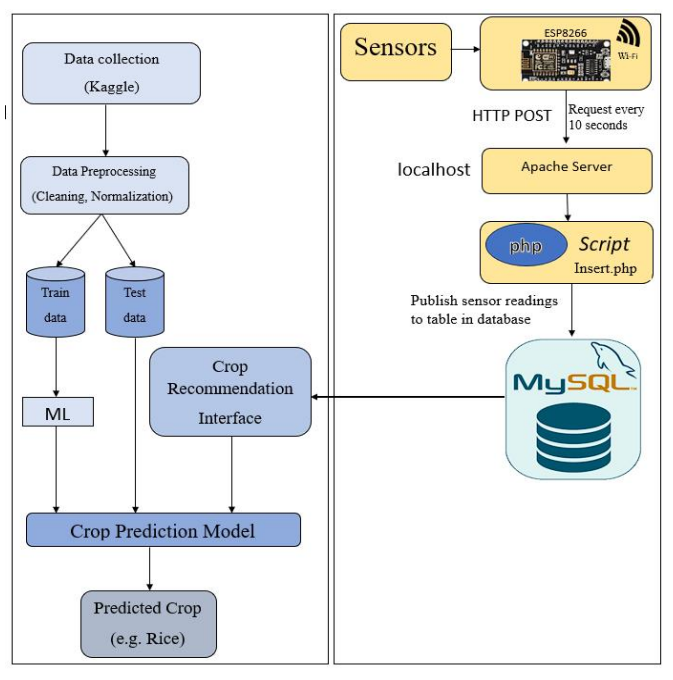 Data collection
(Kaggle)
Data Preprocessing
(Cleaning, Normalization)
Train
data
Test
data
ML
Crop
Recommendation
Interface
Crop Prediction Model
Predicted Crop
(e.g. Rice)
Sensors
ESP8266
Wi-Fi
HTTP POST
Request every
10 seconds
localhost
Apache Server
php
Script
Insert.php
Publish sensor readings
to table in database
MySQL